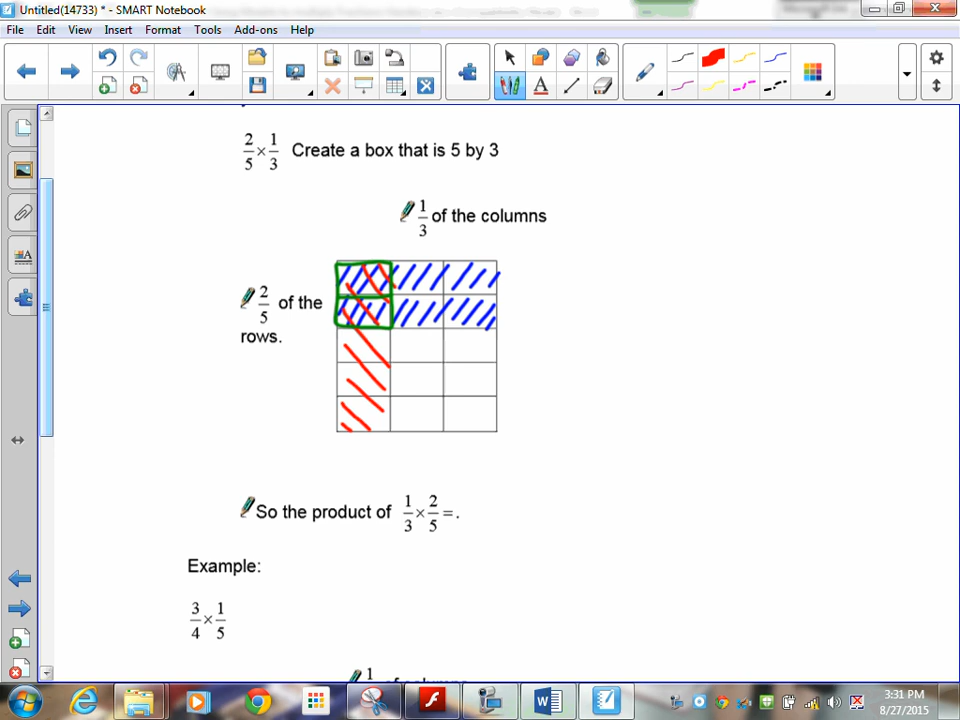 Untitled(14733) * - SMART Notebook
File Edit View Insert Format Tools Add-ons Help
2/5 × 1/3 Create a box that is 5 by 3
1/3 of the columns
2/5 of the
rows.
So the product of 1/3 × 2/5 = .
Example:
3/4 × 1/5
3:31 PM
8/27/2015